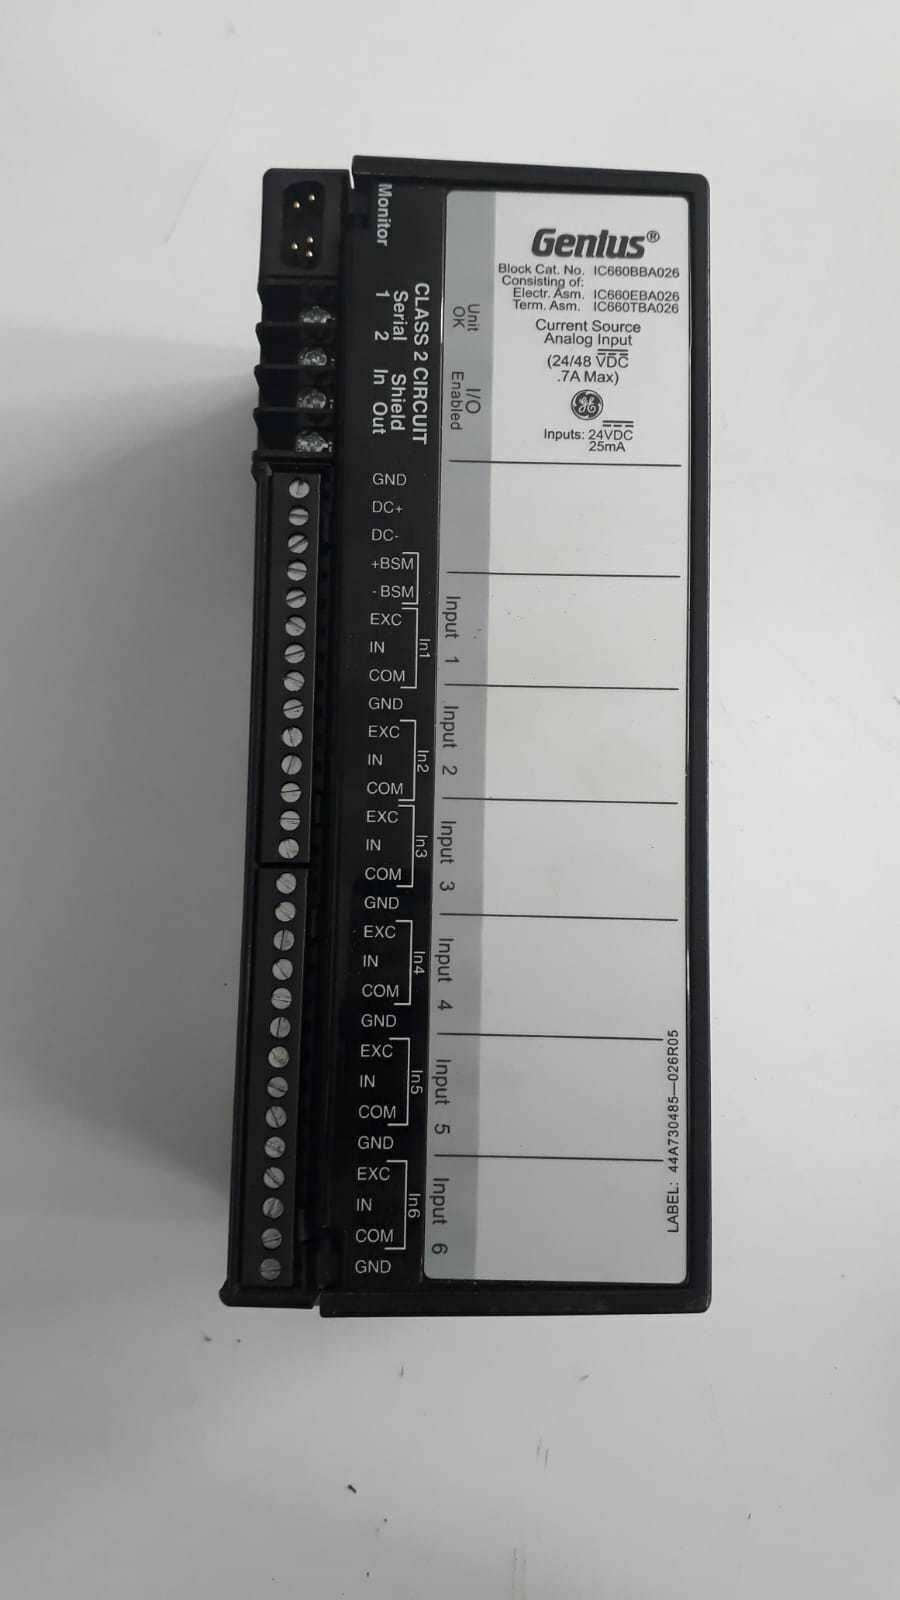 Monitor
CLASS 2 CIRCUIT
Serial Shield
1 2 In Out
Unit
OK
I/O
Enabled
Genius®
Block Cat. No. IC660BBA026
Consisting of:
Electr. Asm. IC660EBA026
Term. Asm. IC660TBA026
Current Source
Analog Input
(24/48 VDC
.7A Max)
GE
Inputs: 24VDC
25mA
GND
DC+
DC-
+BSM
-BSM
EXC
IN
COM
In1
Input 1
GND
EXC
IN
COM
In2
Input 2
EXC
IN
COM
In3
Input 3
GND
EXC
IN
COM
In4
Input 4
GND
EXC
IN
COM
In5
Input 5
GND
EXC
IN
COM
In6
Input 6
GND
LABEL: 44A730485—026R05